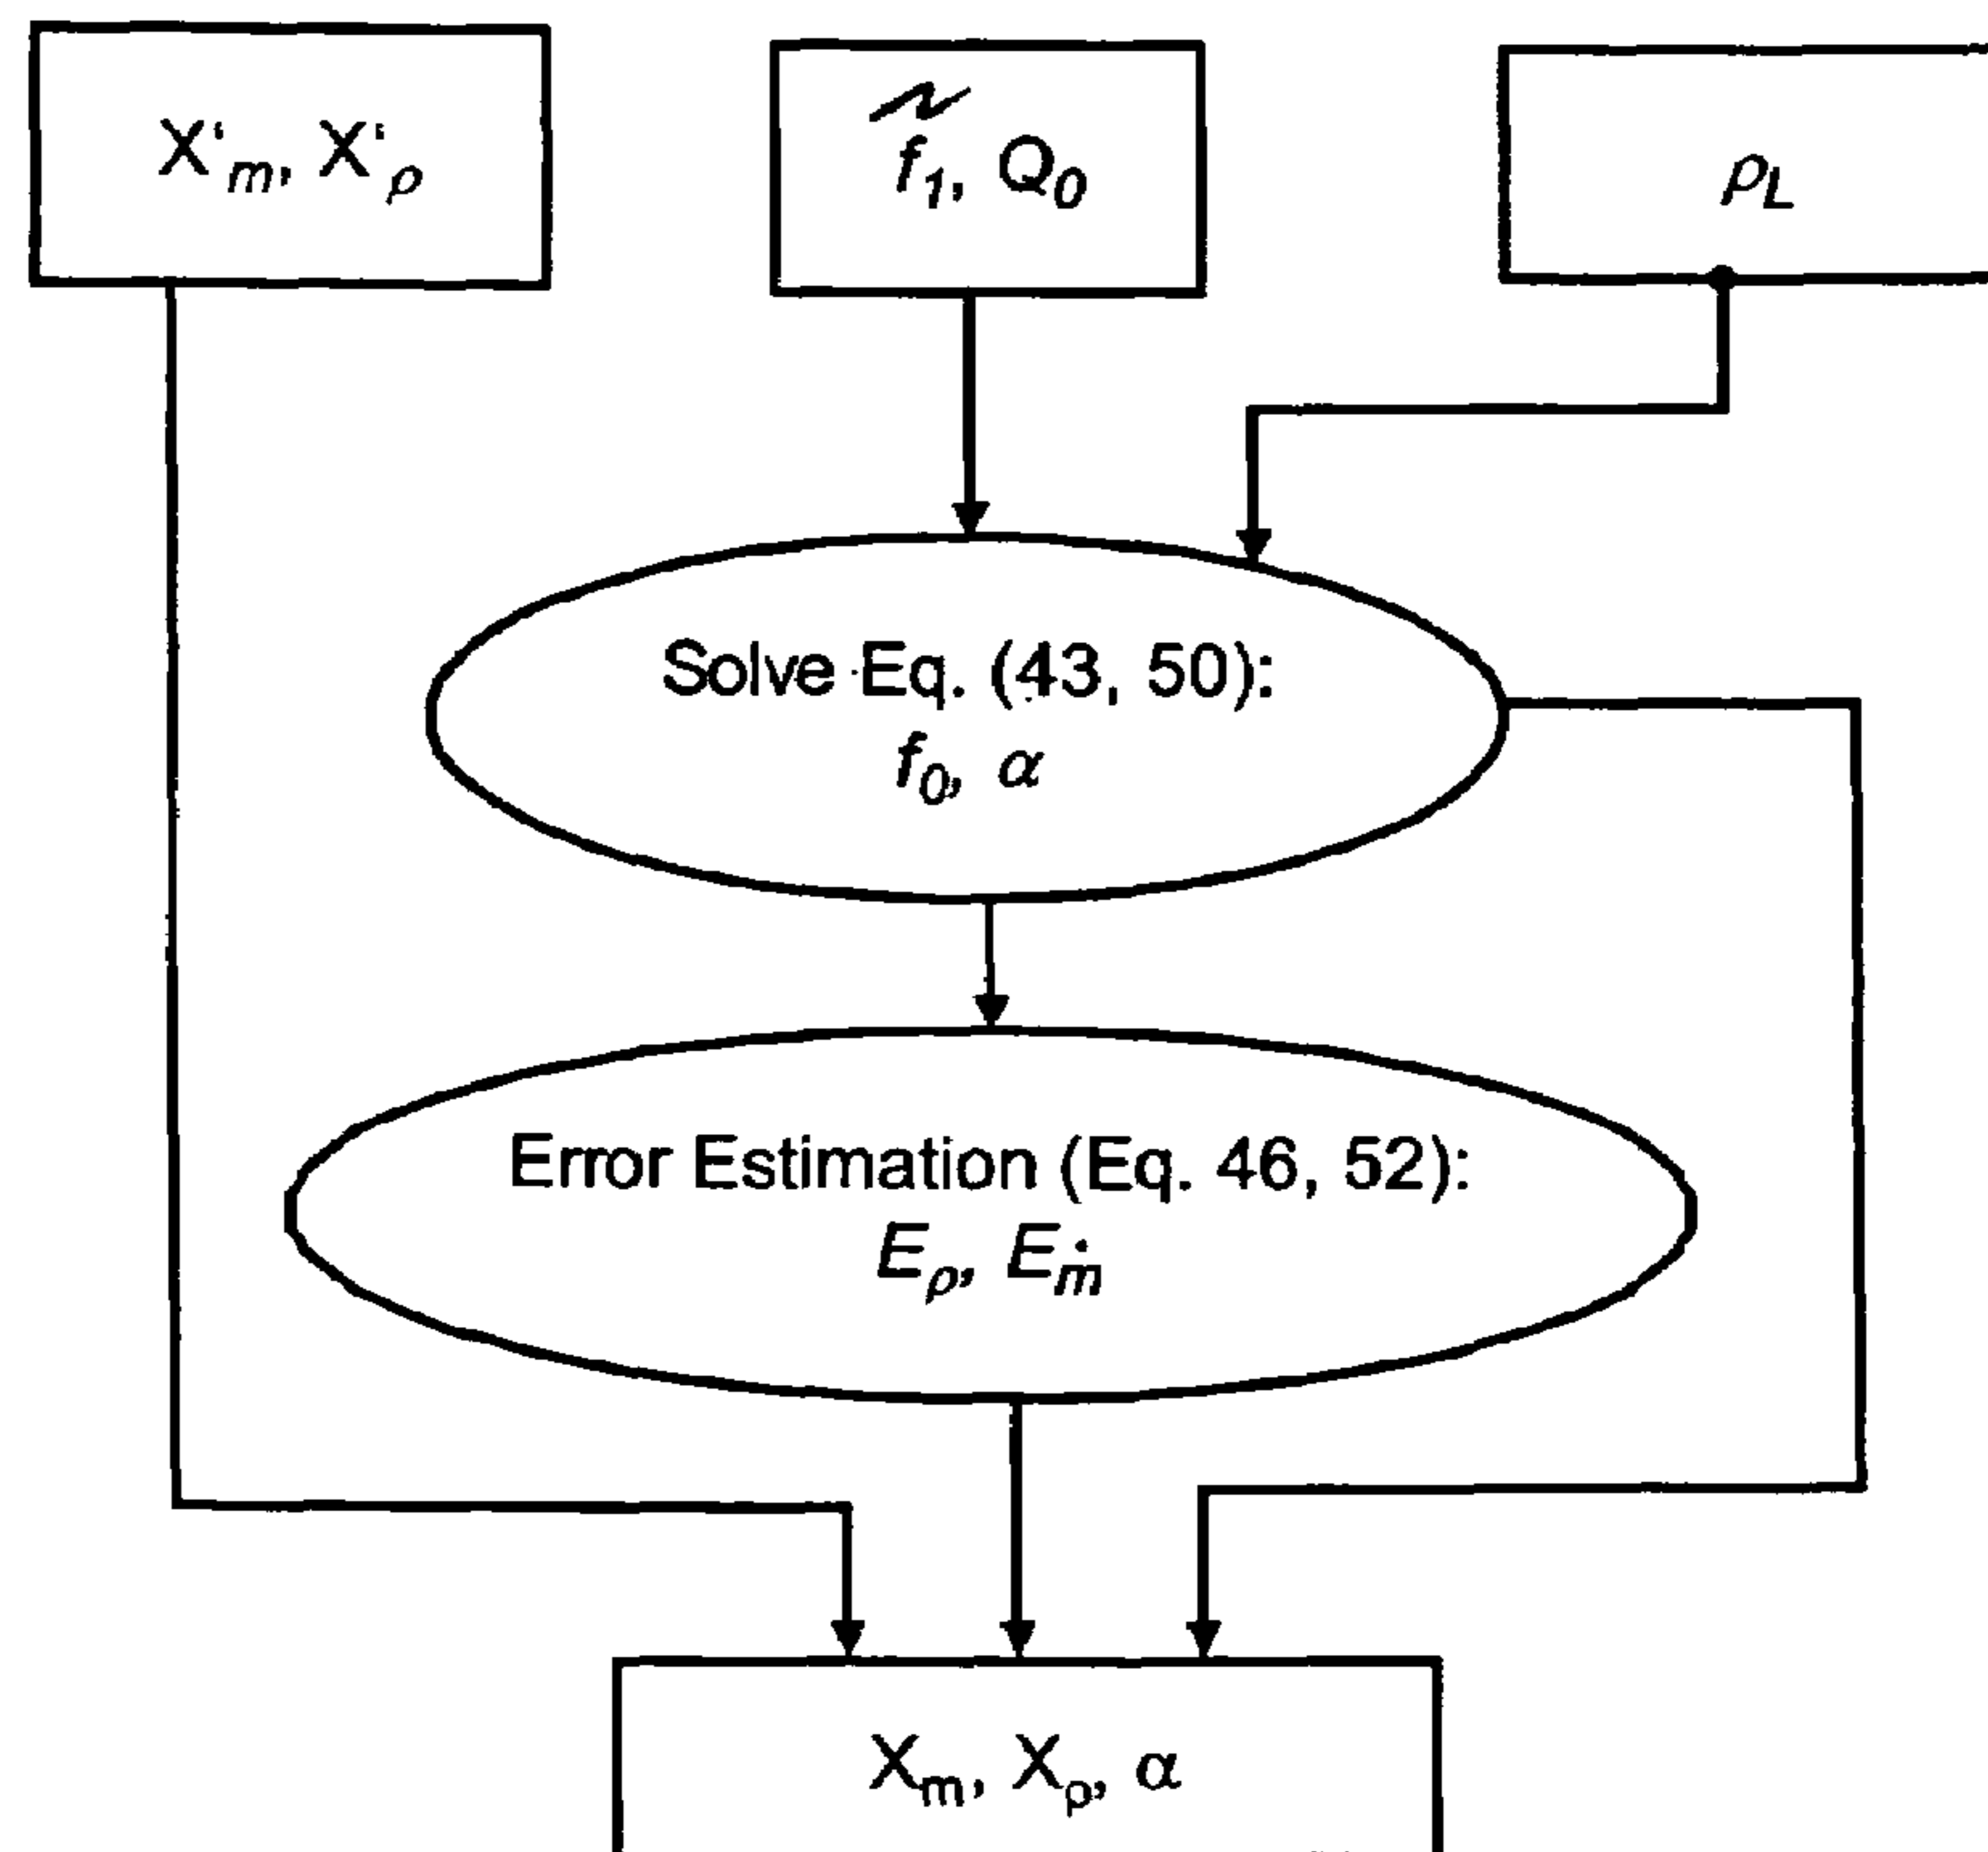 X'm, X'ρ
f̃1, Q0
ρL
Solve Eq. (43, 50):
f0, α
Error Estimation (Eq. 46, 52):
Eρ, Eṁ
Xm, Xρ, α